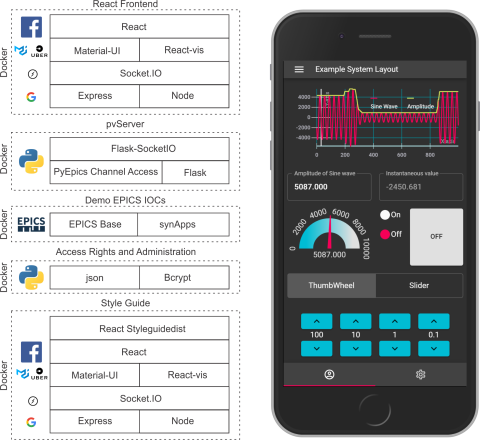 React Frontend
Docker
React
Material-UI React-vis
UBER
Socket.IO
Express Node
pvServer
Docker
Flask-SocketIO
PyEpics Channel Access Flask
Demo EPICS IOCs
Docker
EPICS
EPICS Base synApps
Access Rights and Administration
Docker
json Bcrypt
Style Guide
Docker
React Styleguidedist
React
Material-UI React-vis
UBER
Socket.IO
Express Node
Example System Layout
4000
2000
0
-2000
-4000
Sine Wave Amplitude
0 200 400 600 800
Amplitude of Sine wave
5087.000
Instantaneous value
-2450.681
0 2000 4000 6000 8000 10000
5087.000
On
Off
OFF
ThumbWheel Slider
100 10 1 0.1